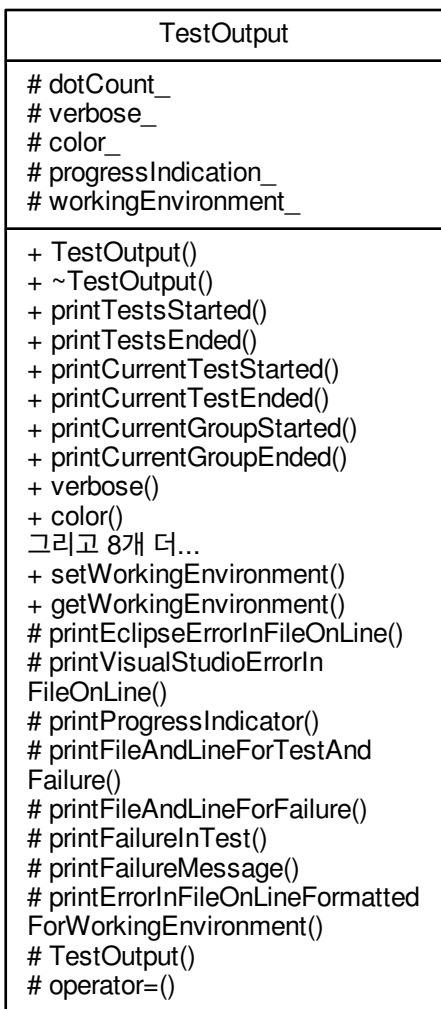 TestOutput
# dotCount_
# verbose_
# color_
# progressIndication_
# workingEnvironment_
+ TestOutput()
+ ~TestOutput()
+ printTestsStarted()
+ printTestsEnded()
+ printCurrentTestStarted()
+ printCurrentTestEnded()
+ printCurrentGroupStarted()
+ printCurrentGroupEnded()
+ verbose()
+ color()
그리고 8개 더...
+ setWorkingEnvironment()
+ getWorkingEnvironment()
# printEclipseErrorInFileOnLine()
# printVisualStudioErrorIn
FileOnLine()
# printProgressIndicator()
# printFileAndLineForTestAnd
Failure()
# printFileAndLineForFailure()
# printFailureInTest()
# printFailureMessage()
# printErrorInFileOnLineFormatted
ForWorkingEnvironment()
# TestOutput()
# operator=()